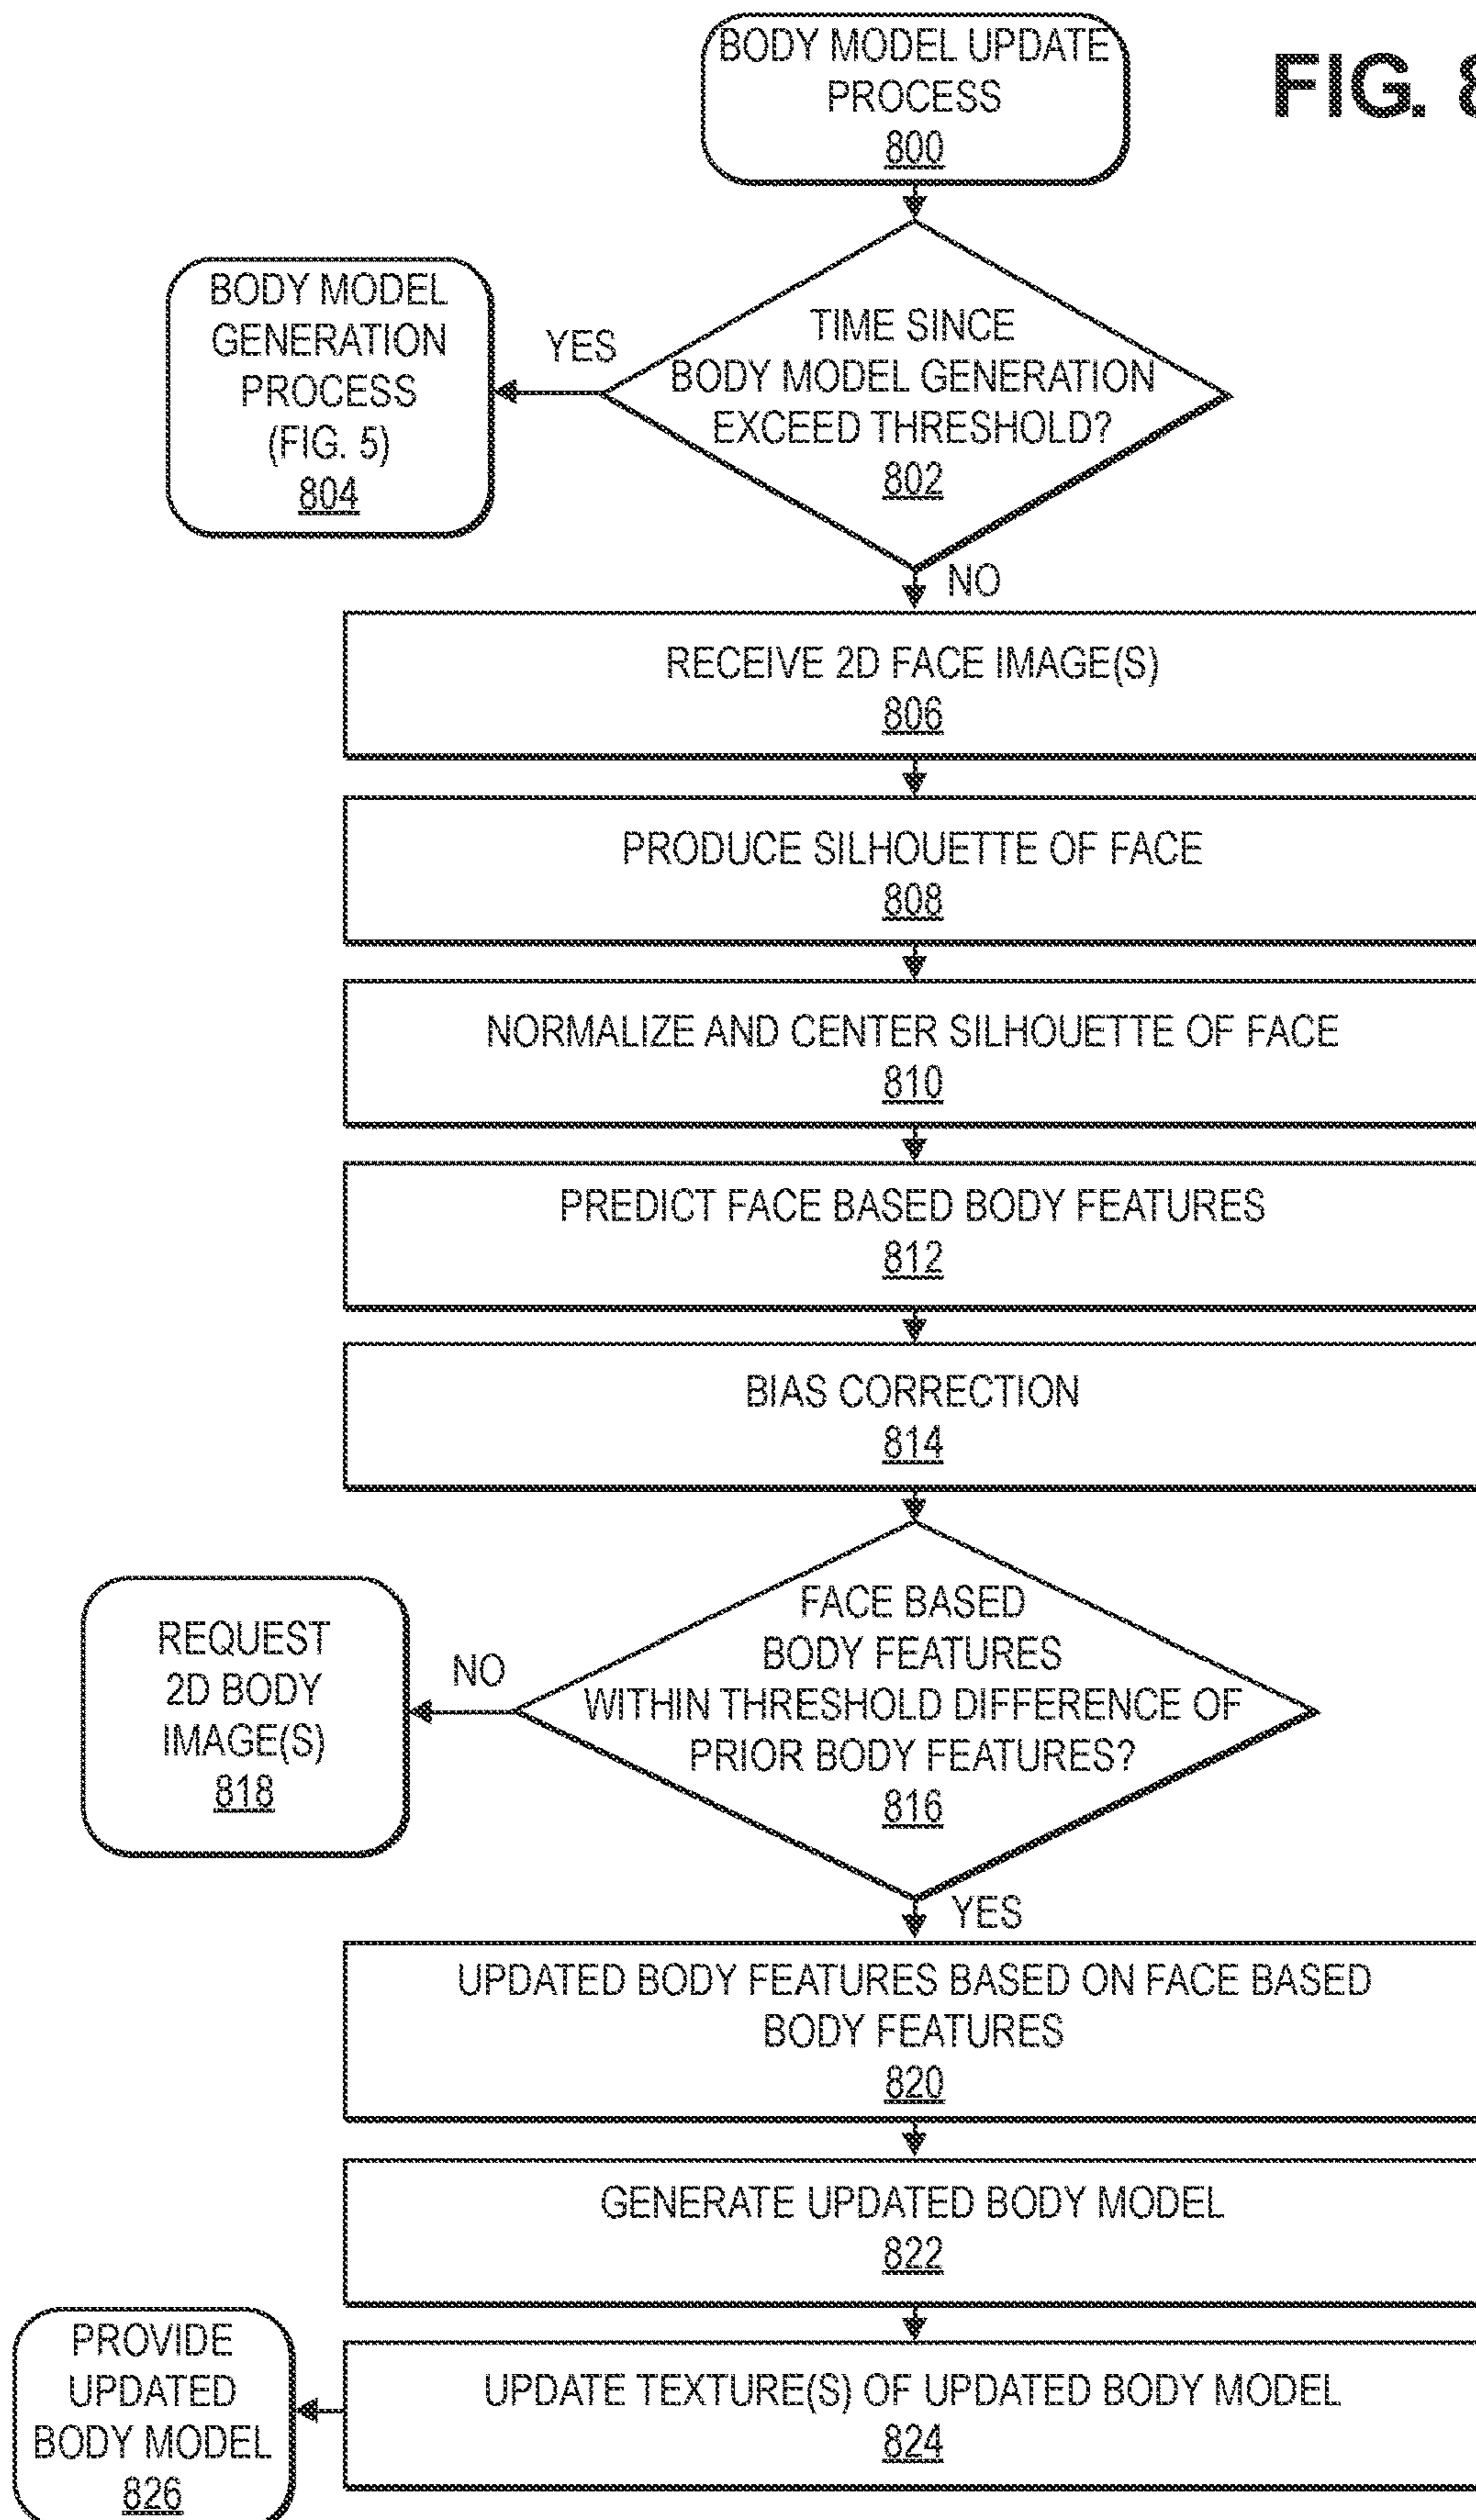 BODY MODEL UPDATE
PROCESS
800
FIG. 8
BODY MODEL
GENERATION
PROCESS
(FIG. 5)
804
YES
TIME SINCE
BODY MODEL GENERATION
EXCEED THRESHOLD?
802
NO
RECEIVE 2D FACE IMAGE(S)
806
PRODUCE SILHOUETTE OF FACE
808
NORMALIZE AND CENTER SILHOUETTE OF FACE
810
PREDICT FACE BASED BODY FEATURES
812
BIAS CORRECTION
814
FACE BASED
BODY FEATURES
WITHIN THRESHOLD DIFFERENCE OF
PRIOR BODY FEATURES?
816
NO
REQUEST
2D BODY
IMAGE(S)
818
YES
UPDATED BODY FEATURES BASED ON FACE BASED
BODY FEATURES
820
GENERATE UPDATED BODY MODEL
822
UPDATE TEXTURE(S) OF UPDATED BODY MODEL
824
PROVIDE
UPDATED
BODY MODEL
826